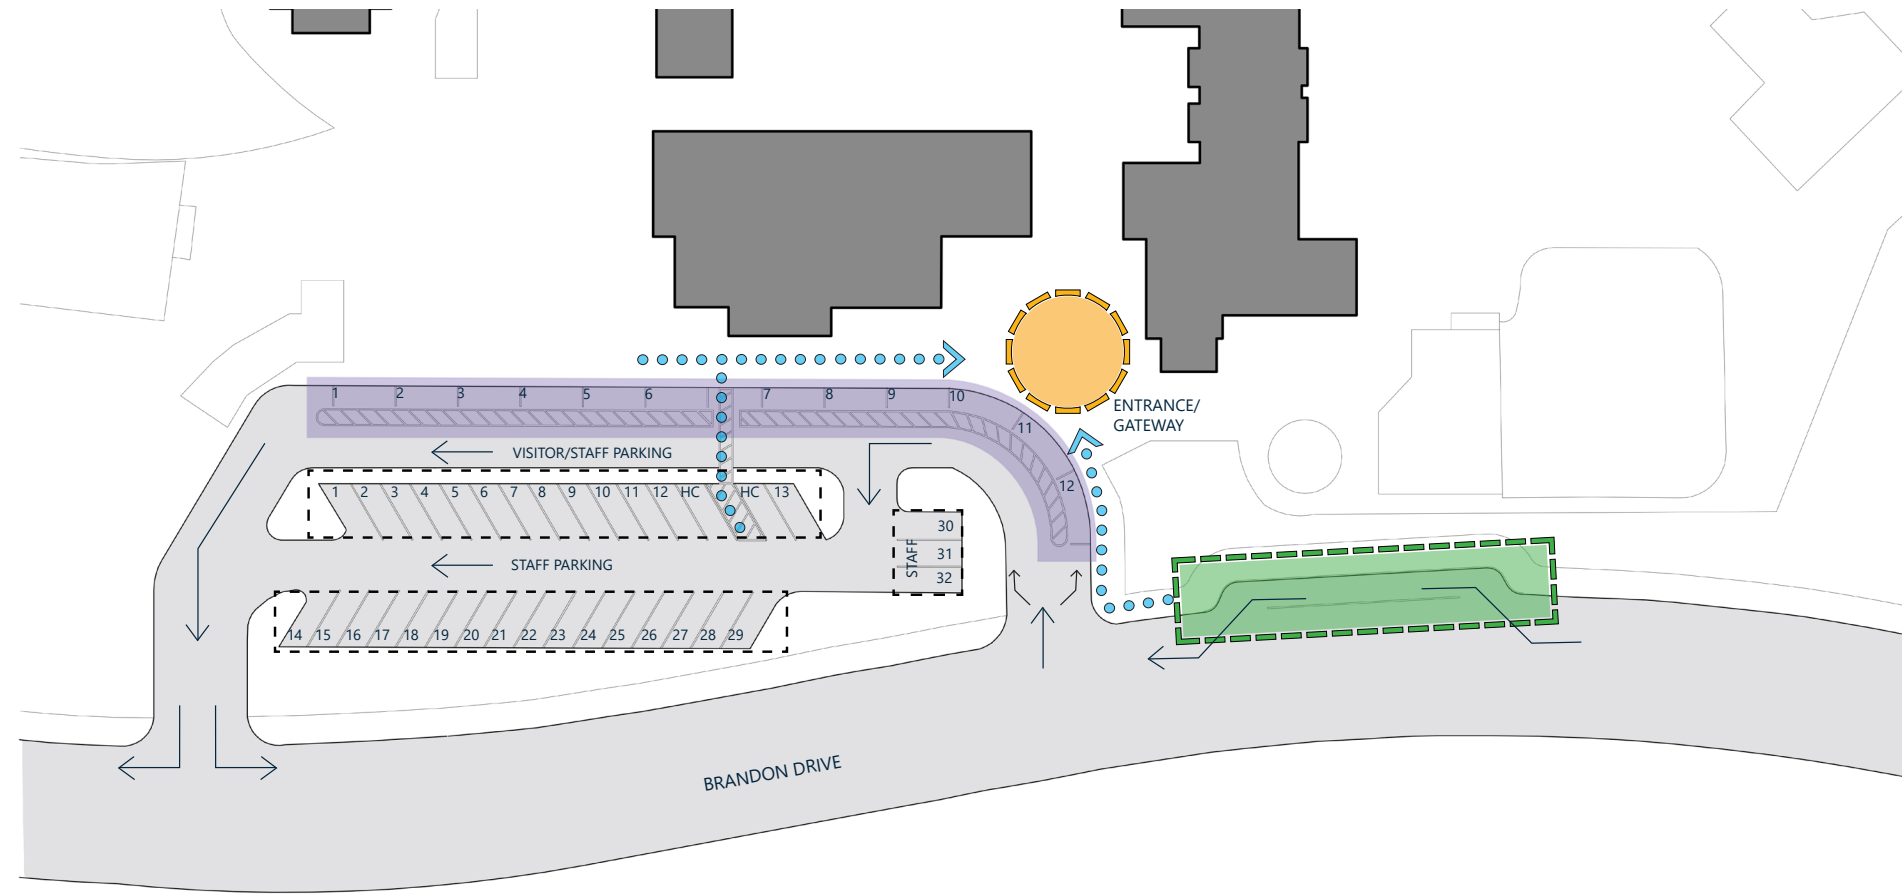 1 2 3 4 5 6 7 8 9 10
11
12
ENTRANCE/
GATEWAY
VISITOR/STAFF PARKING
1 2 3 4 5 6 7 8 9 10 11 12 HC HC 13
30
31
32
STAFF
STAFF PARKING
14 15 16 17 18 19 20 21 22 23 24 25 26 27 28 29
BRANDON DRIVE